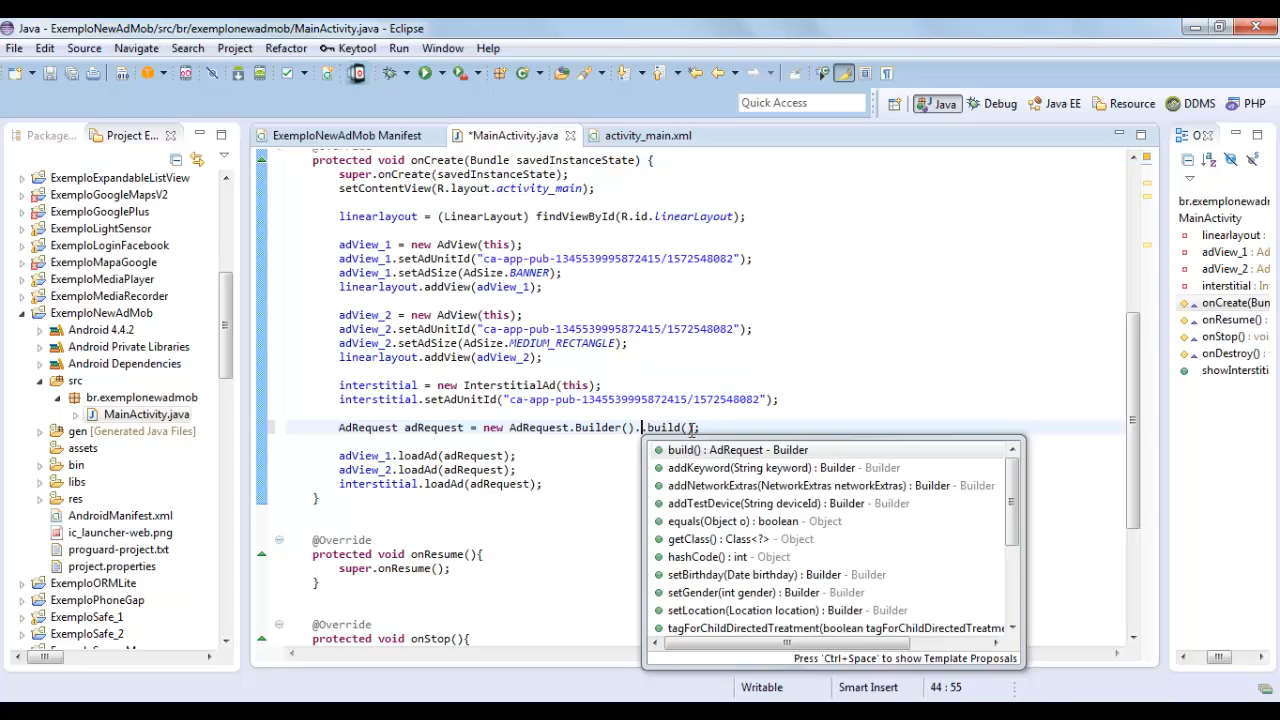 Java - ExemploNewAdMob/src/br/exemplonewadmob/MainActivity.java - Eclipse
File Edit Source Navigate Search Project Refactor Keytool Run Window Help
Quick Access
Java Debug Java EE Resource DDMS PHP
Package... Project E...
ExemploNewAdMob Manifest *MainActivity.java activity_main.xml
O
ExemploExpandableListView
ExemploGoogleMapsV2
ExemploGooglePlus
ExemploLightSensor
ExemploLoginFacebook
ExemploMapaGoogle
ExemploMediaPlayer
ExemploMediaRecorder
ExemploNewAdMob
Android 4.4.2
Android Private Libraries
Android Dependencies
src
br.exemplonewadmob
MainActivity.java
gen [Generated Java Files]
assets
bin
libs
res
AndroidManifest.xml
ic_launcher-web.png
proguard-project.txt
project.properties
ExemploORMLite
ExemploPhoneGap
ExemploSafe_1
ExemploSafe_2
@Override
protected void onCreate(Bundle savedInstanceState) {
super.onCreate(savedInstanceState);
setContentView(R.layout.activity_main);
linearlayout = (LinearLayout) findViewById(R.id.linearLayout);
adView_1 = new AdView(this);
adView_1.setAdUnitId("ca-app-pub-1345539995872415/1572548082");
adView_1.setAdSize(AdSize.BANNER);
linearlayout.addView(adView_1);
adView_2 = new AdView(this);
adView_2.setAdUnitId("ca-app-pub-1345539995872415/1572548082");
adView_2.setAdSize(AdSize.MEDIUM_RECTANGLE);
linearlayout.addView(adView_2);
interstitial = new InterstitialAd(this);
interstitial.setAdUnitId("ca-app-pub-1345539995872415/1572548082");
AdRequest adRequest = new AdRequest.Builder()..build();
adView_1.loadAd(adRequest);
adView_2.loadAd(adRequest);
interstitial.loadAd(adRequest);
}
@Override
protected void onResume(){
super.onResume();
}
@Override
protected void onStop(){
build() : AdRequest - Builder
addKeyword(String keyword) : Builder - Builder
addNetworkExtras(NetworkExtras networkExtras) : Builder - Builder
addTestDevice(String deviceId) : Builder - Builder
equals(Object o) : boolean - Object
getClass() : Class<?> - Object
hashCode() : int - Object
setBirthday(Date birthday) : Builder - Builder
setGender(int gender) : Builder - Builder
setLocation(Location location) : Builder - Builder
tagForChildDirectedTreatment(boolean tagForChildDirectedTreatme
Press 'Ctrl+Space' to show Template Proposals
br.exemplonewadm
MainActivity
linearlayout :
adView_1 : Ad
adView_2 : Ad
interstitial : In
onCreate(Bun
onResume() :
onStop() : voi
onDestroy() :
showInterstiti
Writable Smart Insert 44 : 55